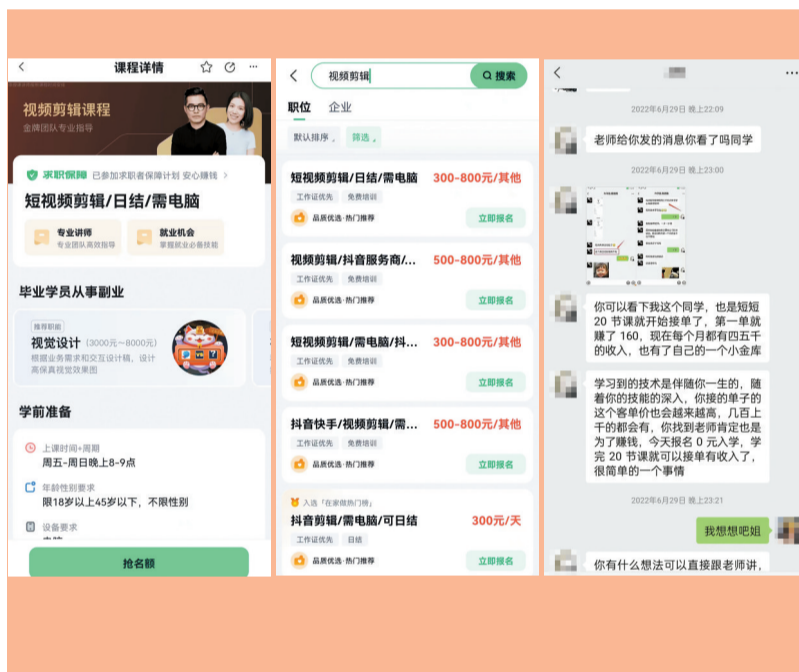 课程详情
视频剪辑课程
金牌团队专业指导
求职保障 已参加求职者保障计划 安心赚钱
短视频剪辑/日结/需电脑
专业讲师
专业团队高效指导
就业机会
掌握就业必备技能
毕业学员从事副业
推荐职能
视觉设计 (3000元~8000元)
根据业务需求和交互设计稿，设计
高保真视觉效果图
学前准备
上课时间+周期
周五-周日晚上8-9点
年龄性别要求
限18岁以上45岁以下，不限性别
设备要求
抢名额
视频剪辑
搜索
职位 企业
默认排序
筛选
短视频剪辑/日结/需电脑 300-800元/其他
工作证优先 免费培训
品质优选·热门推荐 立即报名
视频剪辑/抖音服务商/... 500-800元/其他
工作证优先 免费培训
品质优选·热门推荐 立即报名
短视频剪辑/需电脑/抖... 300-800元/其他
工作证优先 免费培训
品质优选·热门推荐 立即报名
抖音快手/视频剪辑/需... 500-800元/其他
工作证优先 免费培训
品质优选·热门推荐 立即报名
入选「在家做热门榜」
抖音剪辑/需电脑/可日结 300元/天
工作证优先 日结
品质优选·热门推荐 立即报名
2022年6月29日 晚上22:09
老师给你发的消息你看了吗同学
2022年6月29日 晚上23:00
你可以看下我这个同学，也是短短
20 节课就开始接单了，第一单就
赚了 160，现在每个月都有四五千
的收入，也有了自己的一个小金库
学习到的技术是伴随你一生的，随
着你的技能的深入，你接的单子的
这个客单价也会越来越高，几百上
千的都会有，你找到老师肯定也是
为了赚钱，今天报名 0 元入学，学
完 20 节课就可以接单有收入了，
很简单的一个事情
2022年6月29日 晚上23:21
我想想吧姐
你有什么想法可以直接跟老师讲，